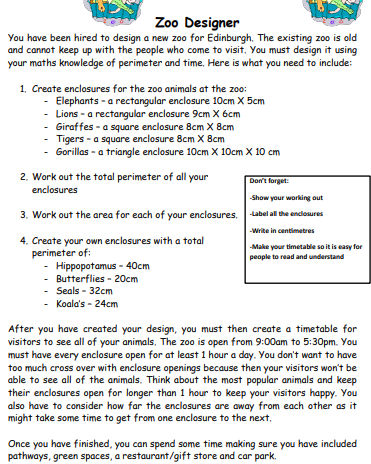 Zoo Designer
You have been hired to design a new zoo for Edinburgh. The existing zoo is old
and cannot keep up with the people who come to visit. You must design it using
your maths knowledge of perimeter and time. Here is what you need to include:
1. Create enclosures for the zoo animals at the zoo:
- Elephants – a rectangular enclosure 10cm X 5cm
- Lions – a rectangular enclosure 9cm X 6cm
- Giraffes – a square enclosure 8cm X 8cm
- Tigers – a square enclosure 8cm X 8cm
- Gorillas – a triangle enclosure 10cm X 10cm X 10 cm
2. Work out the total perimeter of all your
enclosures
3. Work out the area for each of your enclosures.
4. Create your own enclosures with a total
perimeter of:
- Hippopotamus – 40cm
- Butterflies – 20cm
- Seals – 32cm
- Koala's – 24cm
Don't forget:
-Show your working out
-Label all the enclosures
-Write in centimetres
-Make your timetable so it is easy for
people to read and understand
After you have created your design, you must then create a timetable for
visitors to see all of your animals. The zoo is open from 9:00am to 5:30pm. You
must have every enclosure open for at least 1 hour a day. You don't want to have
too much cross over with enclosure openings because then your visitors won't be
able to see all of the animals. Think about the most popular animals and keep
their enclosures open for longer than 1 hour to keep your visitors happy. You
also have to consider how far the enclosures are away from each other as it
might take some time to get from one enclosure to the next.
Once you have finished, you can spend some time making sure you have included
pathways, green spaces, a restaurant/gift store and car park.